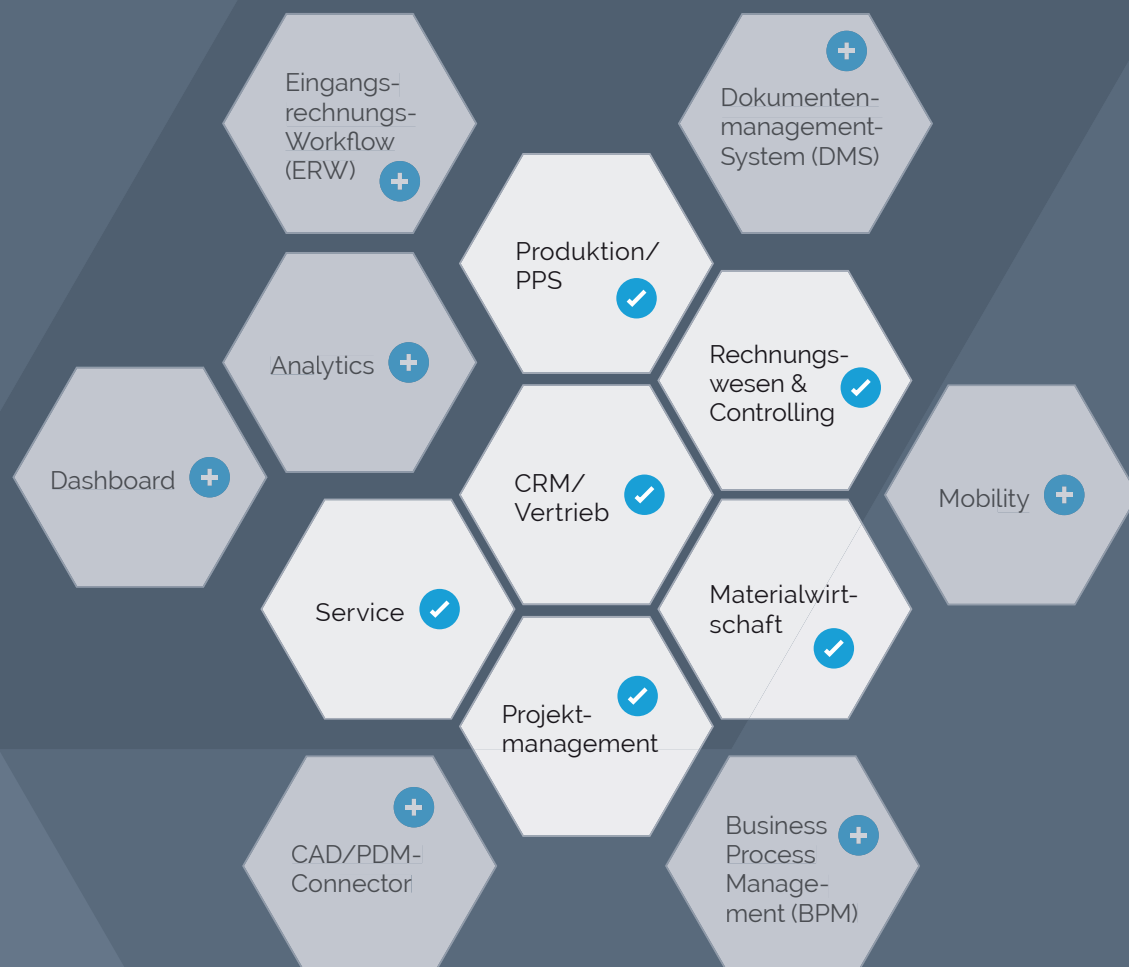 Eingangs-
rechnungs-
Workflow
(ERW)
Dokumenten-
management-
System (DMS)
Produktion/
PPS
Analytics
Rechnungs-
wesen &
Controlling
Dashboard
CRM/
Vertrieb
Mobility
Service
Materialwirt-
schaft
Projekt-
management
CAD/PDM-
Connector
Business
Process
Manage-
ment (BPM)